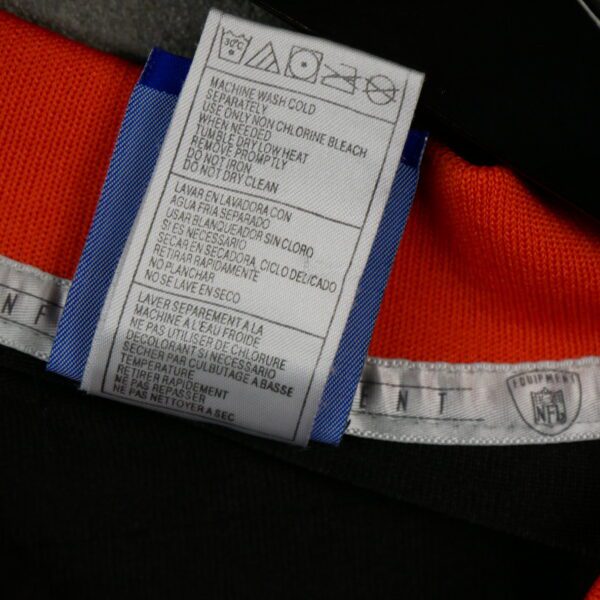 30°C
MACHINE WASH COLD
SEPARATELY
USE ONLY NON CHLORINE BLEACH
WHEN NEEDED
TUMBLE DRY LOW HEAT
REMOVE PROMPTLY
DO NOT IRON
DO NOT DRY CLEAN
LAVAR EN LAVADORA CON
AGUA FRIA SEPARADO
USAR BLANQUEADOR SIN CLORO
SI ES NECESSARIO
SECAR EN SECADORA, CICLO DELICADO
RETIRAR RAPIDAMENTE
NO PLANCHAR
NO SE LAVE EN SECO
LAVER SEPAREMENT A LA
MACHINE A L'EAU FROIDE
NE PAS UTILISER DE CHLORURE
DECOLORANT SI NECESSARIO
SECHER PAR CULBUTAGE A BASSE
TEMPERATURE
RETIRER RAPIDEMENT
NE PAS REPASSER
NE PAS NETTOYER A SEC
N F
E N T
EQUIPMENT
NFL